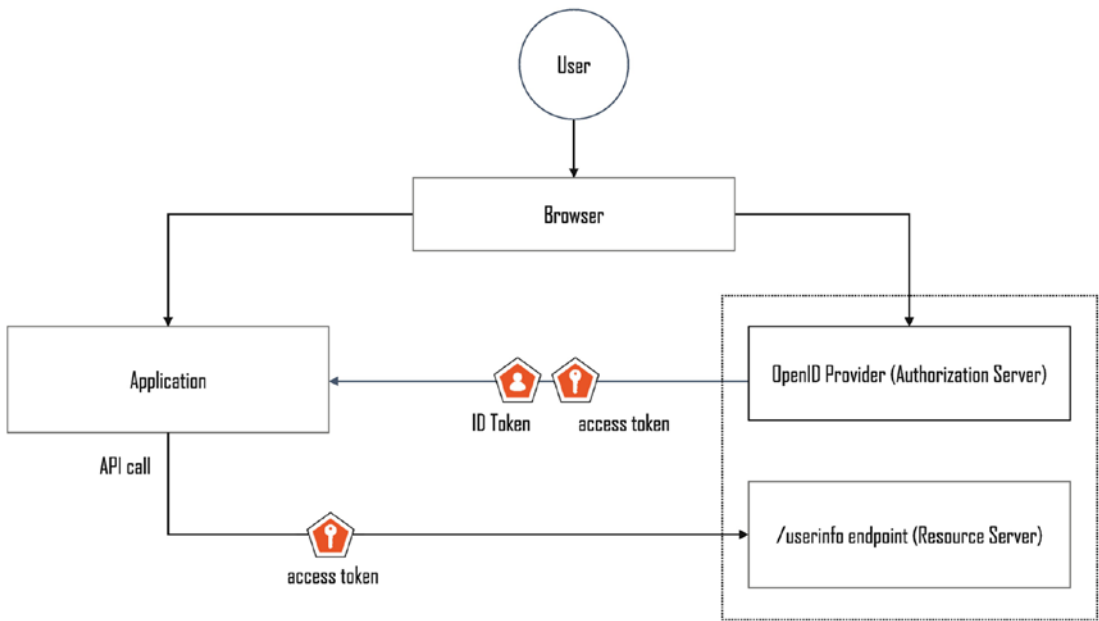 User
Browser
Application
OpenID Provider (Authorization Server)
ID Token
access token
API call
/userinfo endpoint (Resource Server)
access token